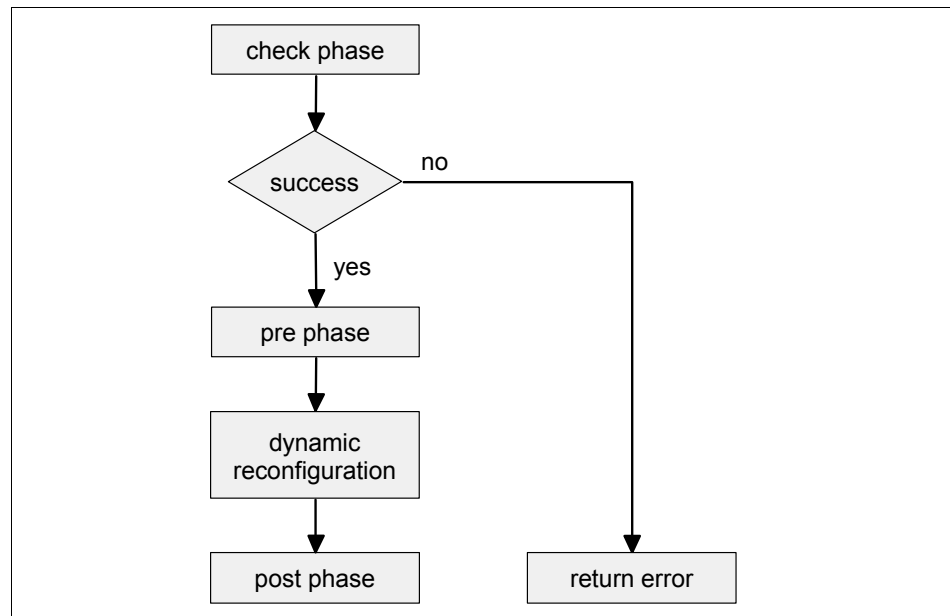 check phase
success
no
yes
pre phase
dynamic
reconfiguration
post phase
return error